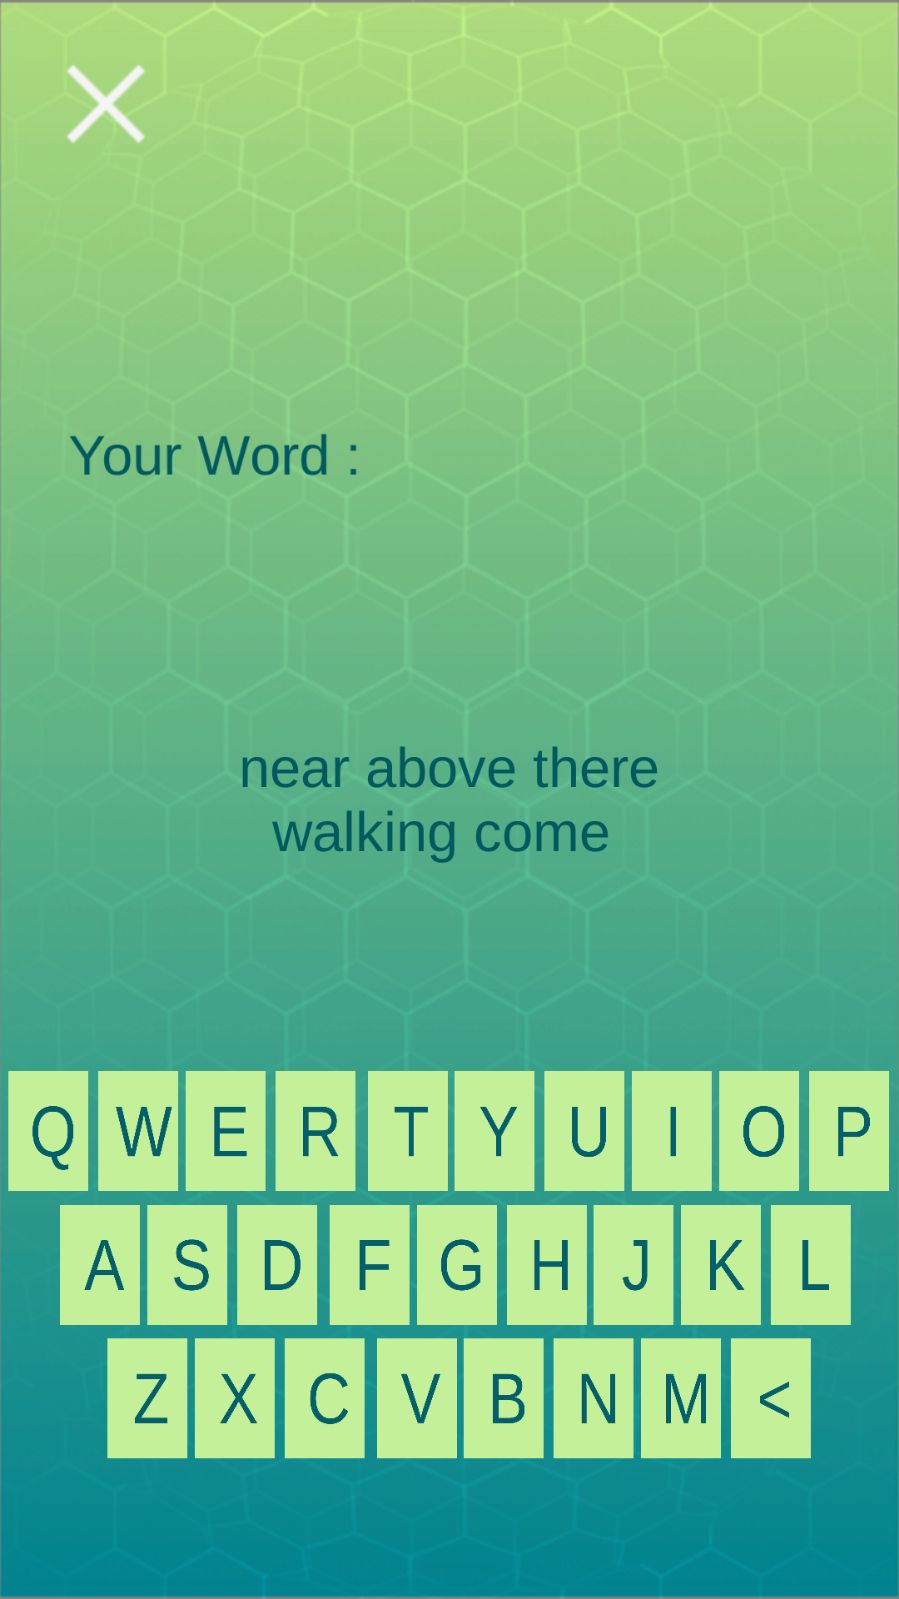 Your Word :
near above there
walking come
Q W E R T Y U I O P
A S D F G H J K L
Z X C V B N M <